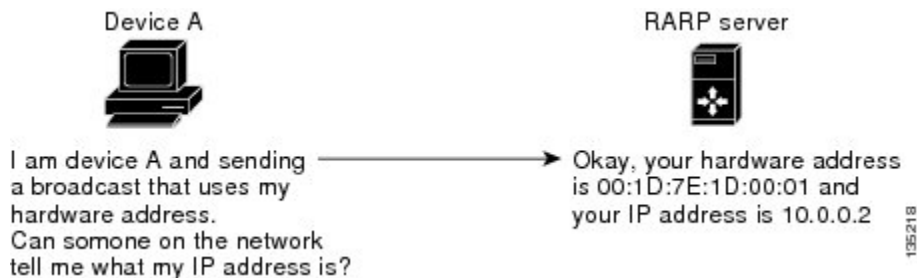 Device A
RARP server
I am device A and sending
a broadcast that uses my
hardware address.
Can somone on the network
tell me what my IP address is?
Okay, your hardware address
is 00:1D:7E:1D:00:01 and
your IP address is 10.0.0.2
135218